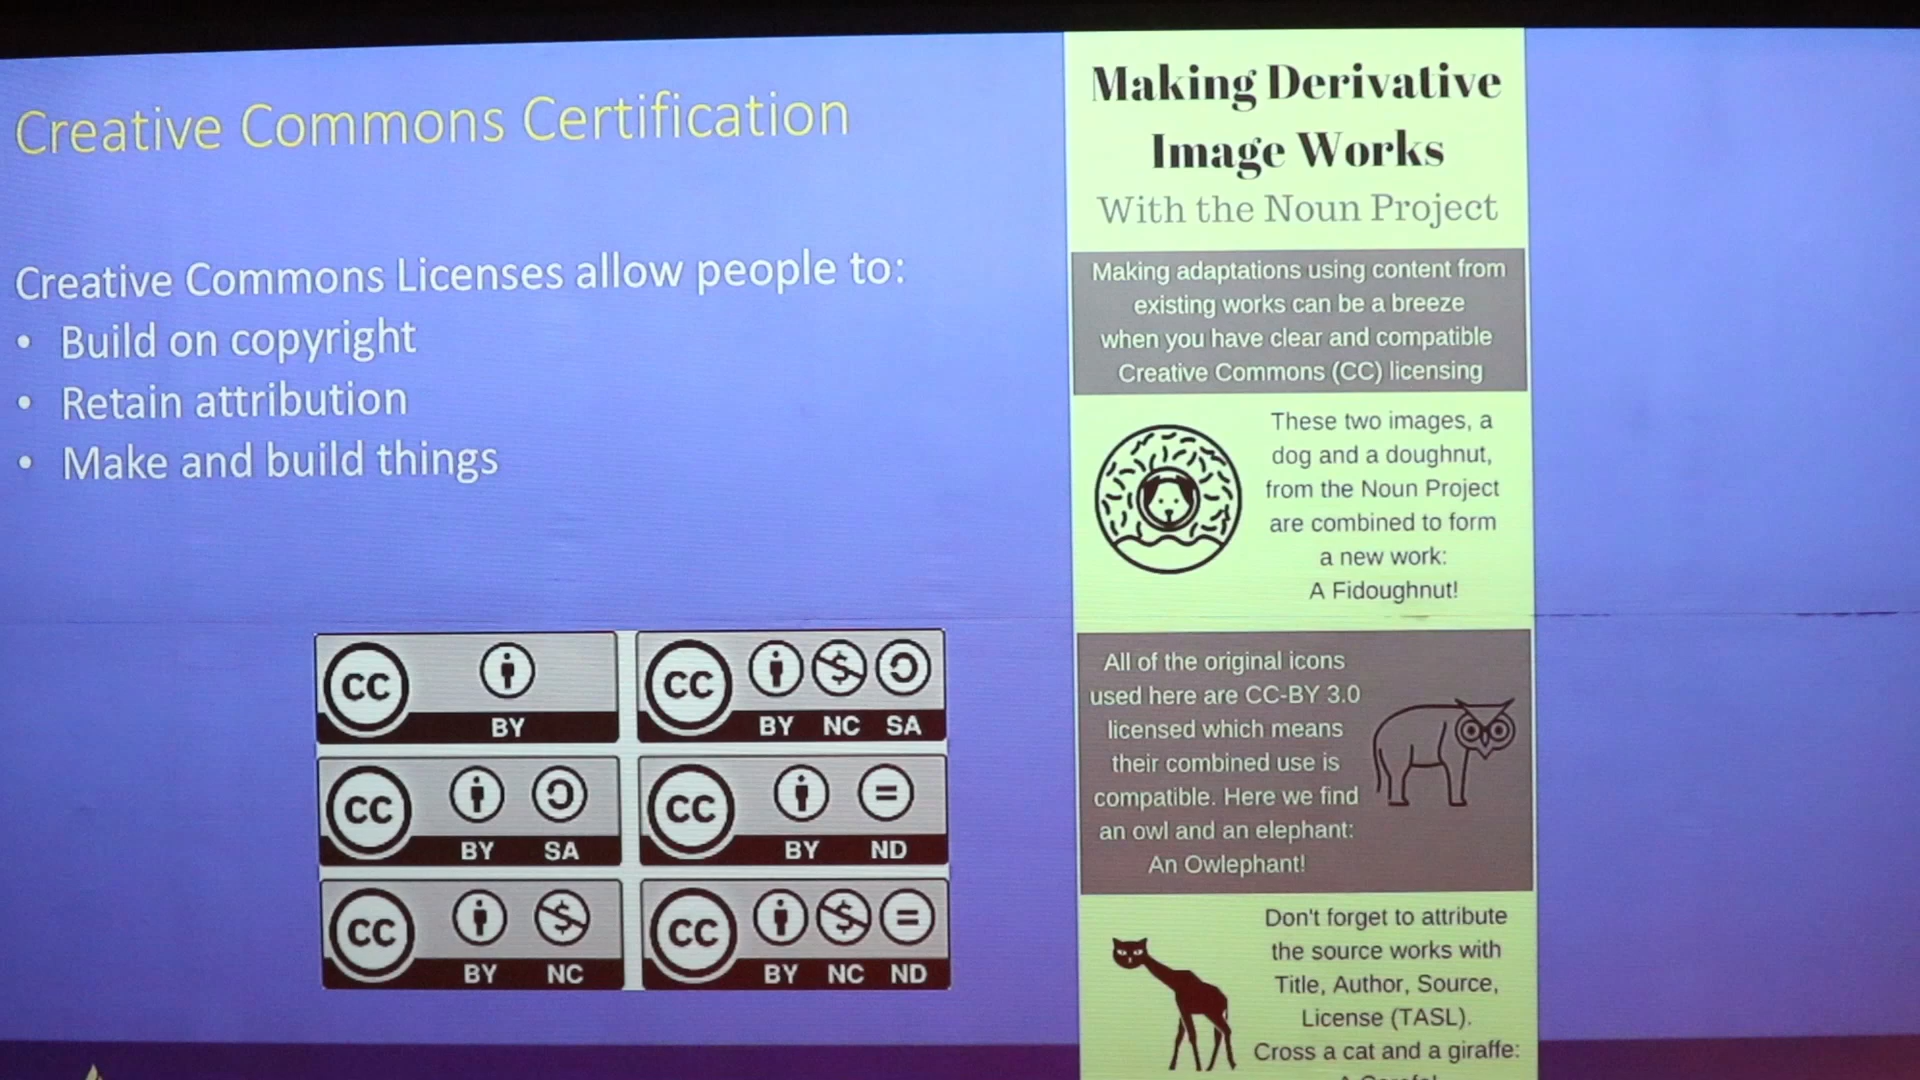 Creative Commons Certification
Creative Commons Licenses allow people to:
• Build on copyright
• Retain attribution
• Make and build things
CC BY
CC BY NC SA
CC BY SA
CC BY ND
CC BY NC
CC BY NC ND
Making Derivative
Image Works
With the Noun Project
Making adaptations using content from
existing works can be a breeze
when you have clear and compatible
Creative Commons (CC) licensing
These two images, a
dog and a doughnut,
from the Noun Project
are combined to form
a new work:
A Fidoughnut!
All of the original icons
used here are CC-BY 3.0
licensed which means
their combined use is
compatible. Here we find
an owl and an elephant:
An Owlephant!
Don't forget to attribute
the source works with
Title, Author, Source,
License (TASL).
Cross a cat and a giraffe: